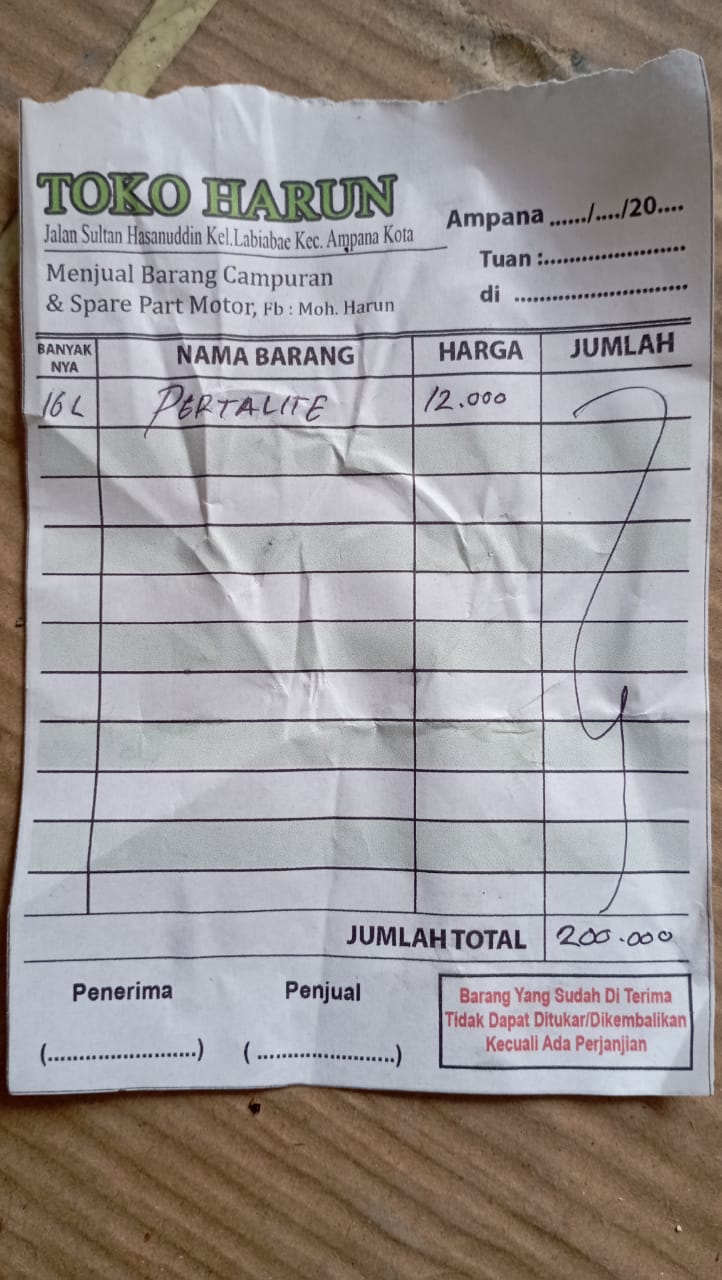 TOKO HARUN
Jalan Sultan Hasanuddin Kel.Labiabae Kec. Ampana Kota
Menjual Barang Campuran
& Spare Part Motor, Fb : Moh. Harun
Ampana ....../..../20....
Tuan :........................
di .............................
BANYAK NYA NAMA BARANG HARGA JUMLAH
16 L PERTALITE 12.000
JUMLAH TOTAL 200.000
Penerima Penjual
(.........................) ( .......................)
Barang Yang Sudah Di Terima
Tidak Dapat Ditukar/Dikembalikan
Kecuali Ada Perjanjian